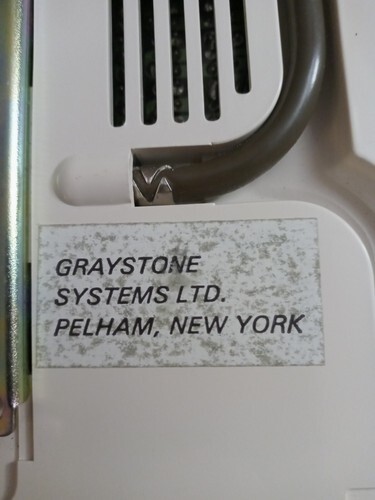 GRAYSTONE
SYSTEMS LTD.
PELHAM, NEW YORK